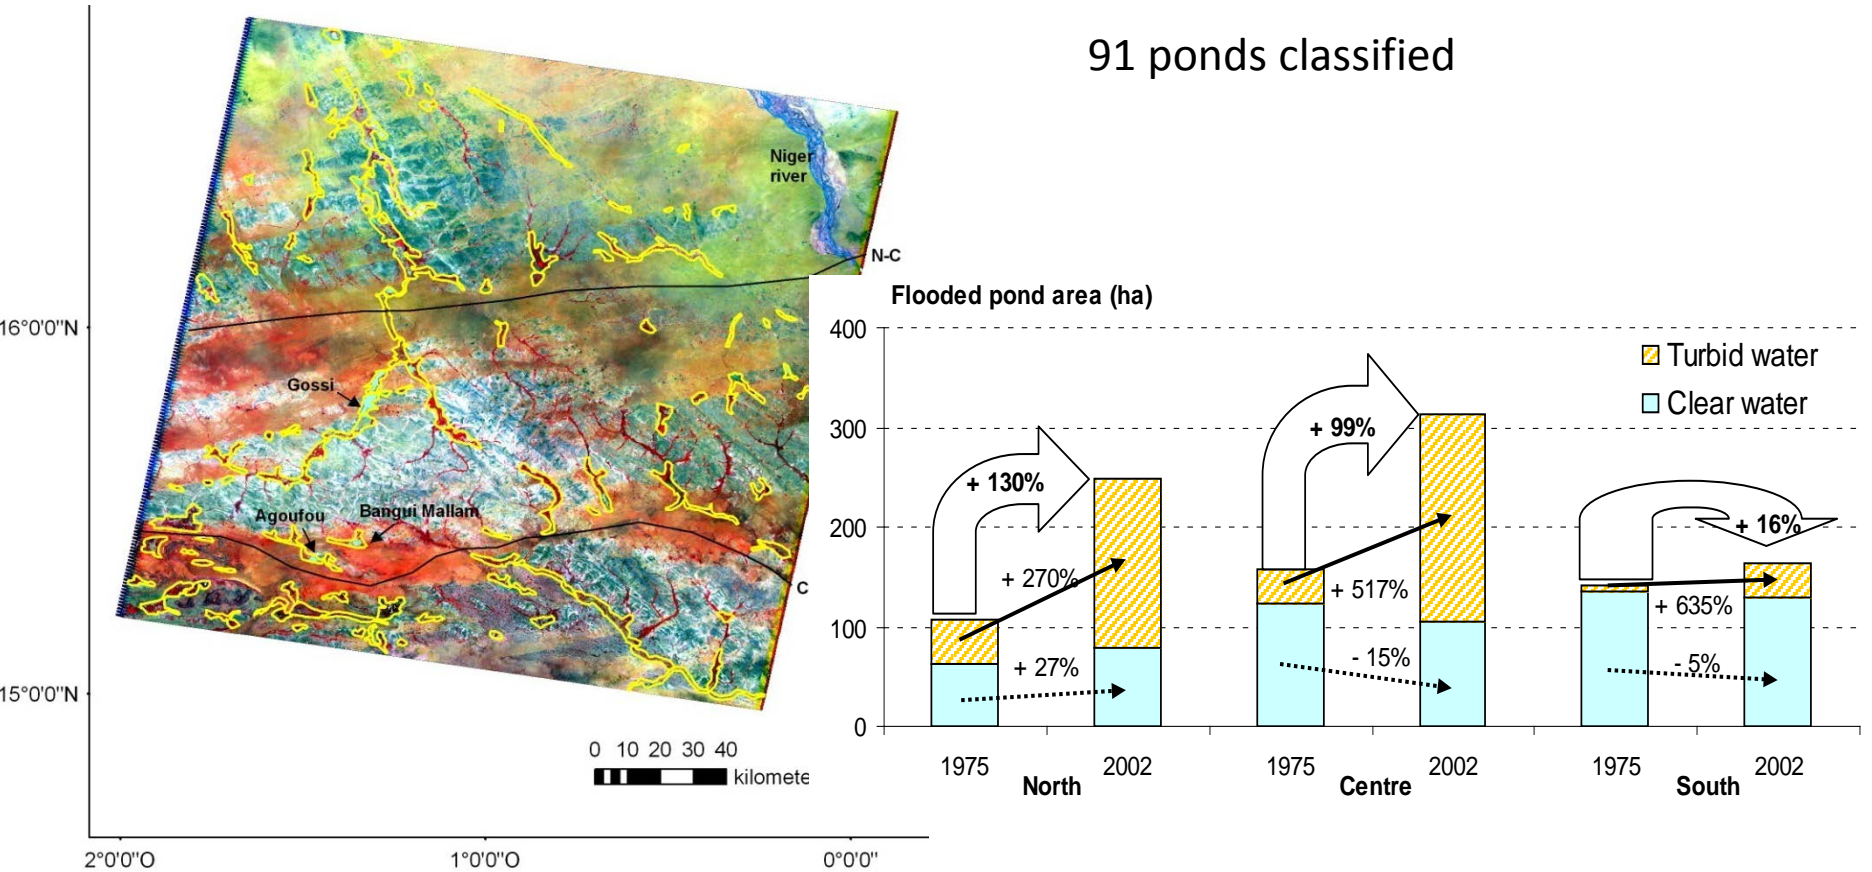 91 ponds classified
Niger
river
N-C
16°0'0"N
Gossi
Agoufou
Bangui Mallam
C
15°0'0"N
0 10 20 30 40
kilomete
2°0'0"O
1°0'0"O
0°0'0"
Flooded pond area (ha)
400
300
200
100
0
Turbid water
Clear water
+ 130%
+ 270%
+ 27%
+ 99%
+ 517%
- 15%
+ 16%
+ 635%
- 5%
1975
2002
1975
2002
1975
2002
North
Centre
South